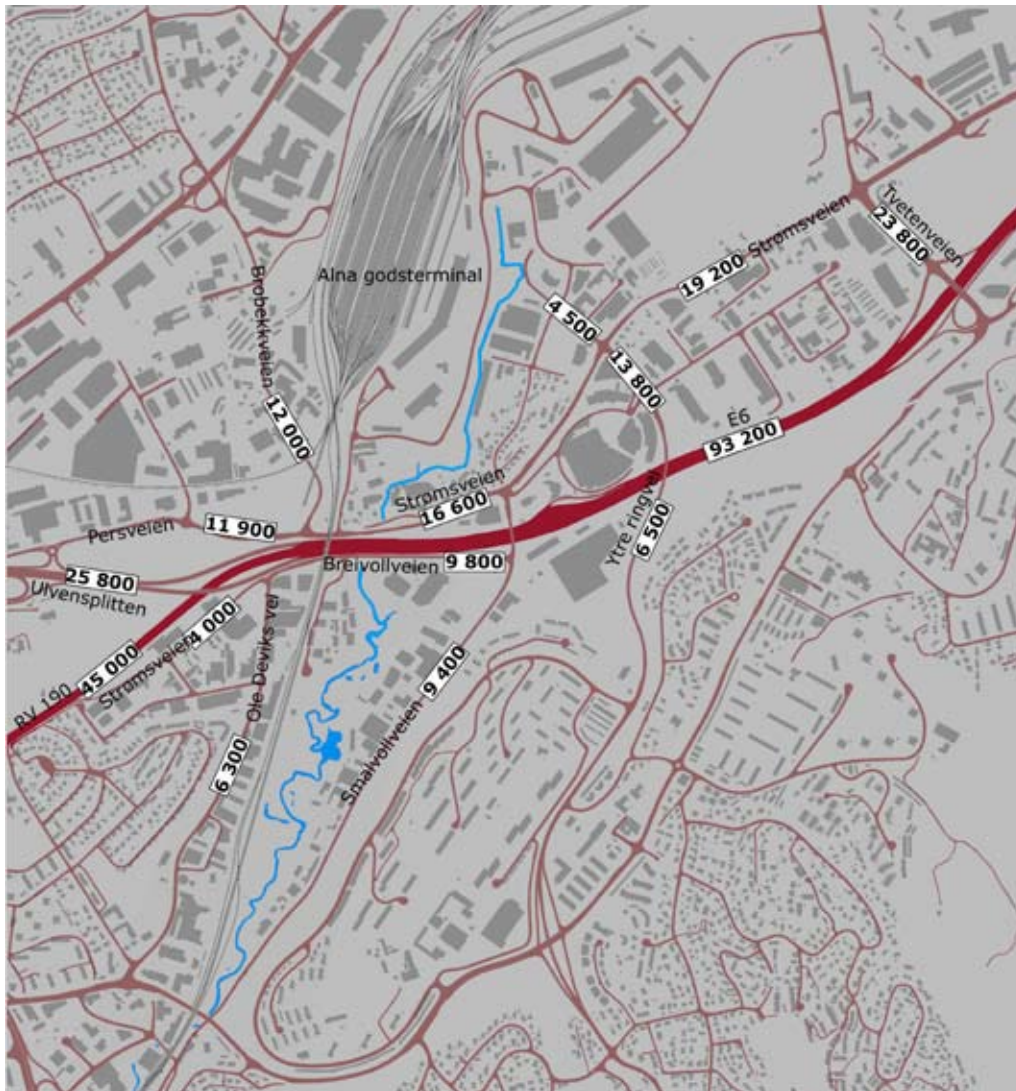 Tvetenveien
23 800
Strømsveien
19 200
Alna godsterminal
Brobekkveien
12 000
4 500
13 800
E6
93 200
Strømsveien
16 600
Persveien
11 900
Breivollveien
9 800
Ytre ringvei
6 500
25 800
Ulvensplitten
4 000
Strømsveien
45 000
RV 190
Ole Deviks vei
6 300
9 400
Smalvollveien